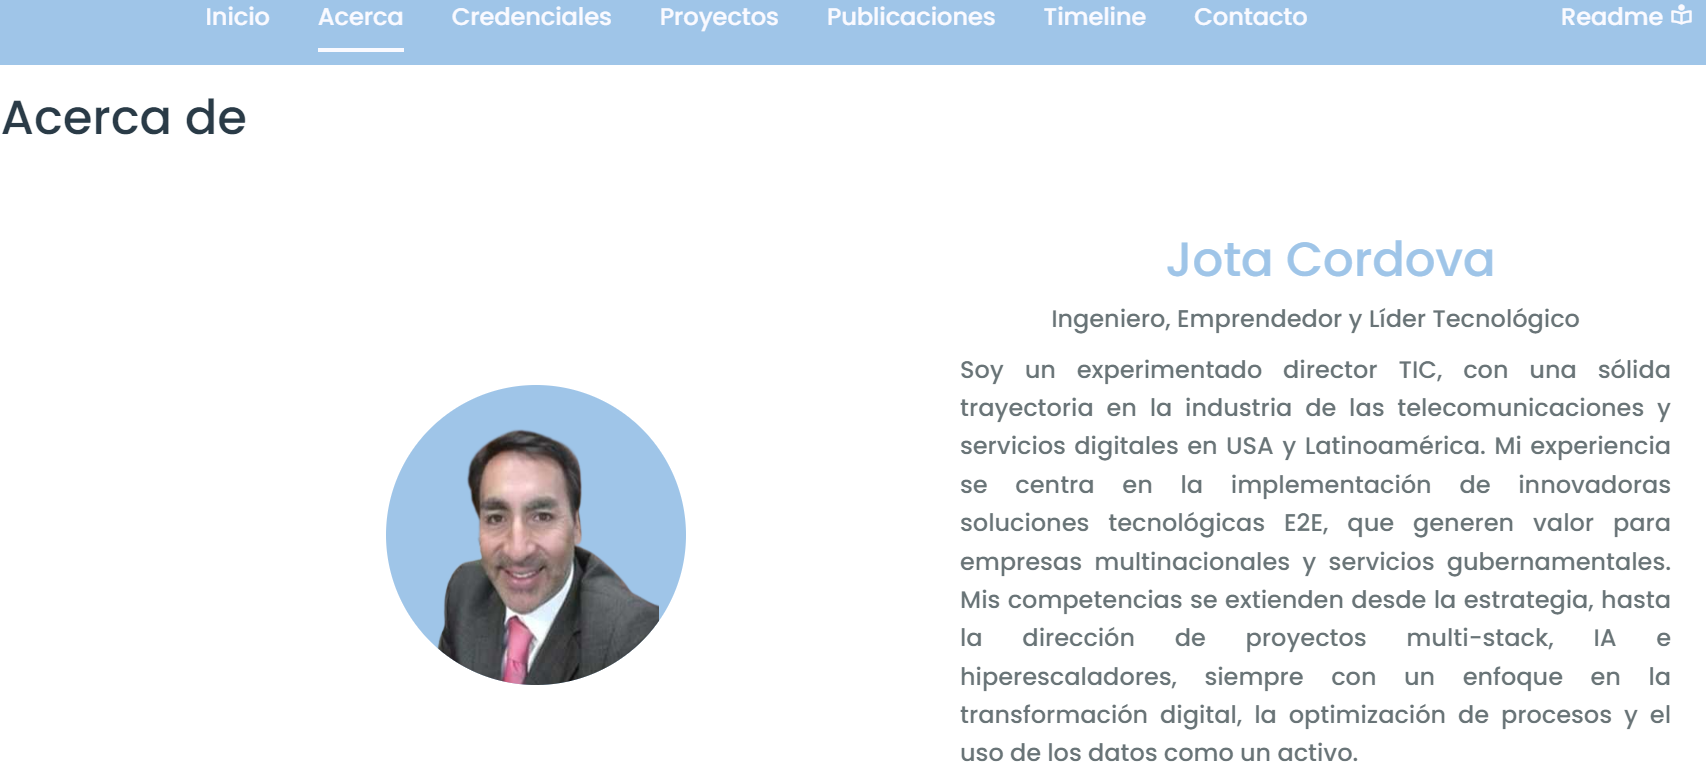 Inicio Acerca Credenciales Proyectos Publicaciones Timeline Contacto Readme
Acerca de
Jota Cordova
Ingeniero, Emprendedor y Líder Tecnológico
Soy un experimentado director TIC, con una sólida
trayectoria en la industria de las telecomunicaciones y
servicios digitales en USA y Latinoamérica. Mi experiencia
se centra en la implementación de innovadoras
soluciones tecnológicas E2E, que generen valor para
empresas multinacionales y servicios gubernamentales.
Mis competencias se extienden desde la estrategia, hasta
la dirección de proyectos multi-stack, IA e
hiperescaladores, siempre con un enfoque en la
transformación digital, la optimización de procesos y el
uso de los datos como un activo.